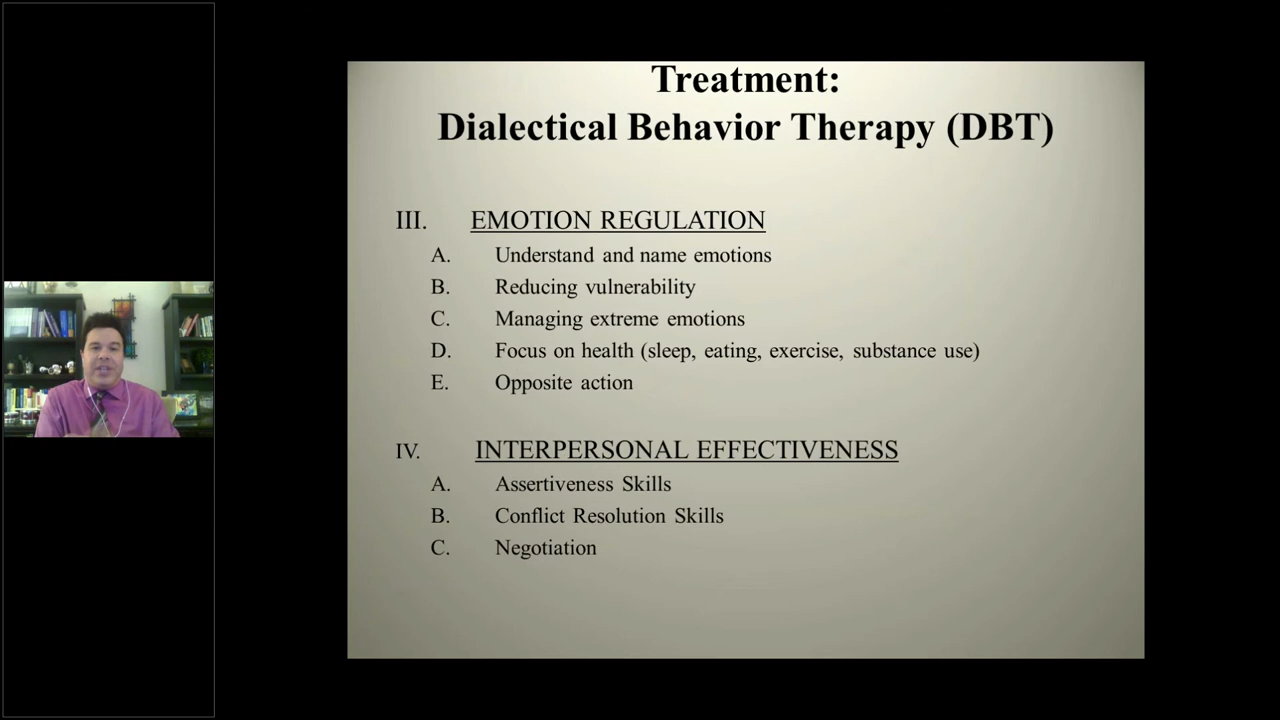 Treatment:
Dialectical Behavior Therapy (DBT)
III. EMOTION REGULATION
A. Understand and name emotions
B. Reducing vulnerability
C. Managing extreme emotions
D. Focus on health (sleep, eating, exercise, substance use)
E. Opposite action
IV. INTERPERSONAL EFFECTIVENESS
A. Assertiveness Skills
B. Conflict Resolution Skills
C. Negotiation